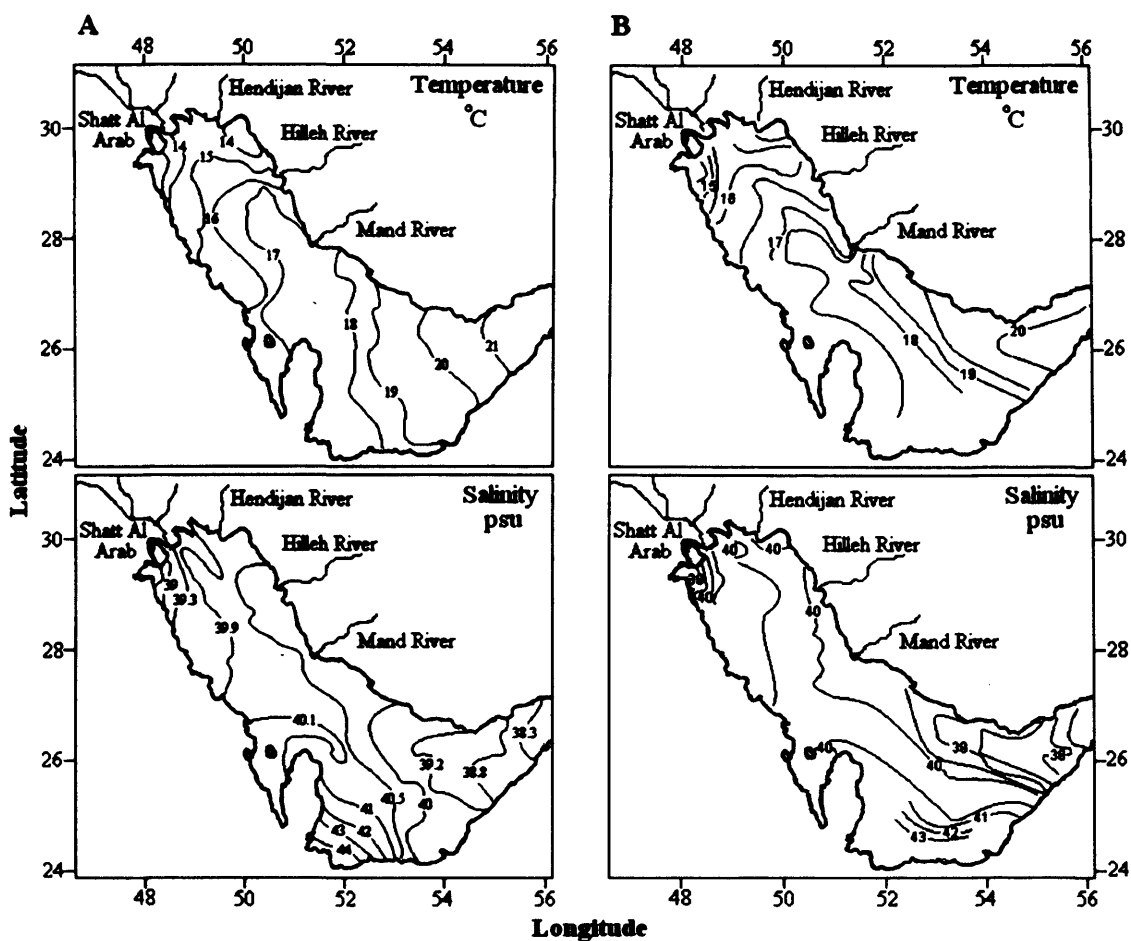 A
B
48 50 52 54 56
48 50 52 54 56
Temperature
°C
Hendijan River
Shatt Al
Arab
Hilleh River
Mand River
14
15
14
16
17
18
19
20
21
30
28
26
24
Temperature
°C
Hendijan River
Shatt Al
Arab
Hilleh River
Mand River
15
16
17
18
19
20
30
28
26
24
Latitude
Salinity
psu
Hendijan River
Shatt Al
Arab
Hilleh River
Mand River
39
39.3
39.9
40.1
40.5
40
39.2
38.8
38.3
41
42
43
44
30
28
26
24
Salinity
psu
Hendijan River
Shatt Al
Arab
Hilleh River
Mand River
40
40
39
40
40
40
40
38
38
41
42
43
30
28
26
24
48 50 52 54 56
48 50 52 54 56
Longitude